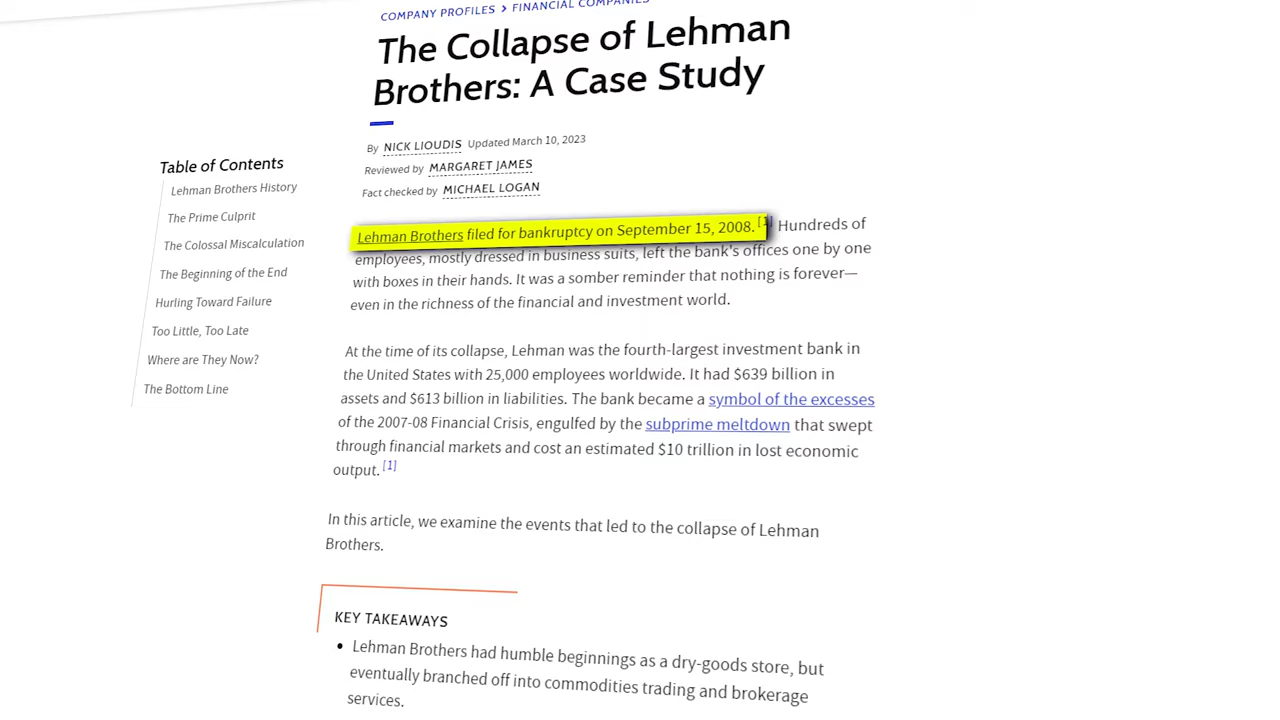 COMPANY PROFILES > FINANCIAL COMPANIES
The Collapse of Lehman
Brothers: A Case Study
By NICK LIOUDIS Updated March 10, 2023
Reviewed by MARGARET JAMES
Fact checked by MICHAEL LOGAN
Table of Contents
Lehman Brothers History
The Prime Culprit
The Colossal Miscalculation
The Beginning of the End
Hurling Toward Failure
Too Little, Too Late
Where are They Now?
The Bottom Line
Lehman Brothers filed for bankruptcy on September 15, 2008. [1] Hundreds of
employees, mostly dressed in business suits, left the bank's offices one by one
with boxes in their hands. It was a somber reminder that nothing is forever—
even in the richness of the financial and investment world.
At the time of its collapse, Lehman was the fourth-largest investment bank in
the United States with 25,000 employees worldwide. It had $639 billion in
assets and $613 billion in liabilities. The bank became a symbol of the excesses
of the 2007-08 Financial Crisis, engulfed by the subprime meltdown that swept
through financial markets and cost an estimated $10 trillion in lost economic
output. [1]
In this article, we examine the events that led to the collapse of Lehman
Brothers.
KEY TAKEAWAYS
• Lehman Brothers had humble beginnings as a dry-goods store, but
eventually branched off into commodities trading and brokerage
services.